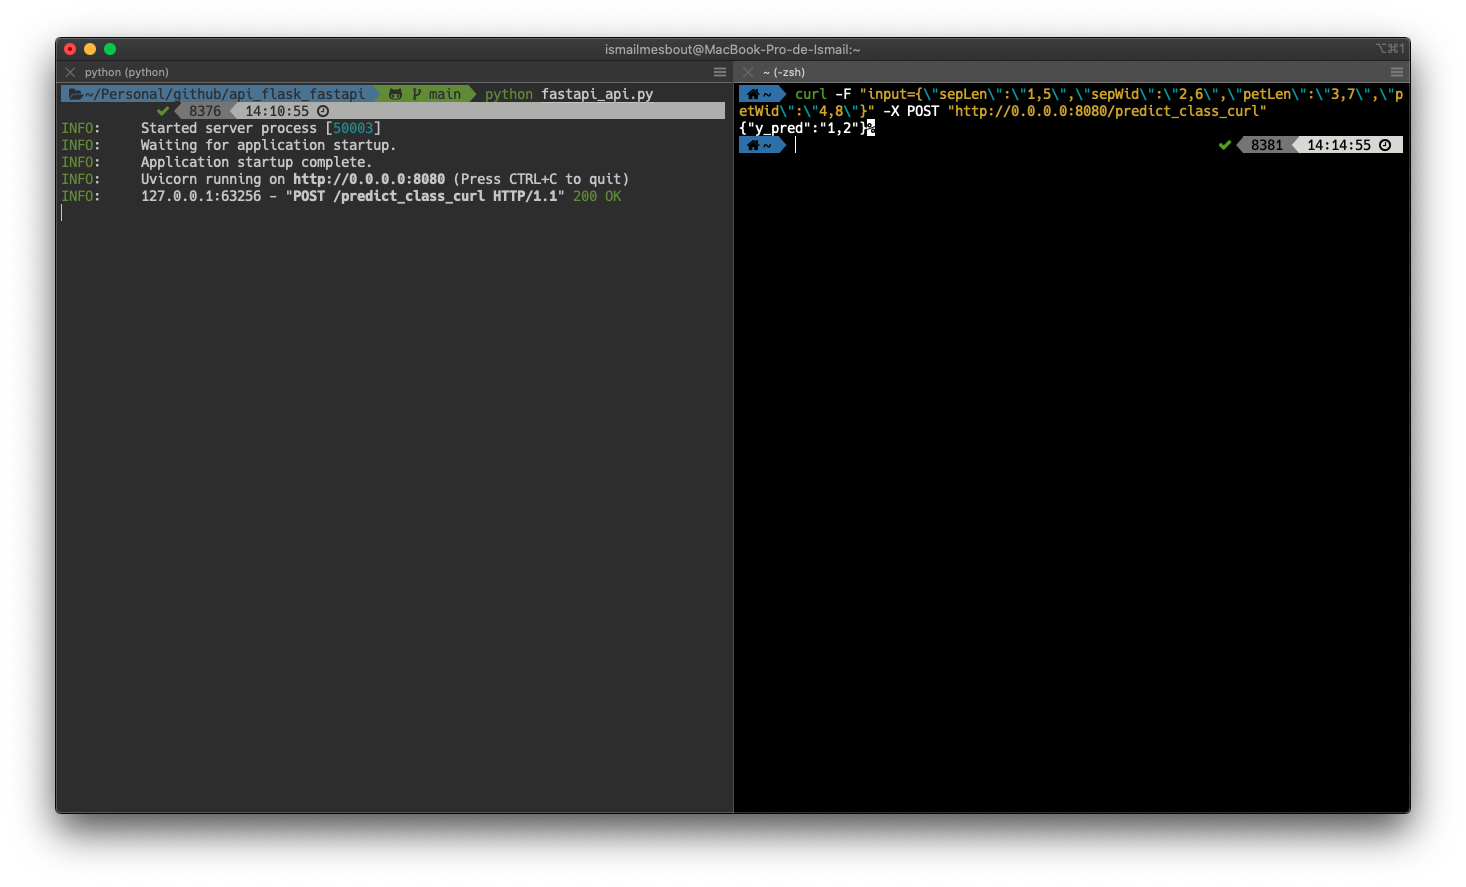 ismailmesbout@MacBook-Pro-de-Ismail:~
⌥⌘1
python (python)
~/Personal/github/api_flask_fastapi main python fastapi_api.py
✔ 8376 14:10:55
INFO: Started server process [50003]
INFO: Waiting for application startup.
INFO: Application startup complete.
INFO: Uvicorn running on http://0.0.0.0:8080 (Press CTRL+C to quit)
INFO: 127.0.0.1:63256 - "POST /predict_class_curl HTTP/1.1" 200 OK
~ (-zsh)
~ curl -F "input={\"sepLen\":\"1,5\",\"sepWid\":\"2,6\",\"petLen\":\"3,7\",\"p
etWid\":\"4,8\"}" -X POST "http://0.0.0.0:8080/predict_class_curl"
{"y_pred":"1,2"}%
~ ✔ 8381 14:14:55